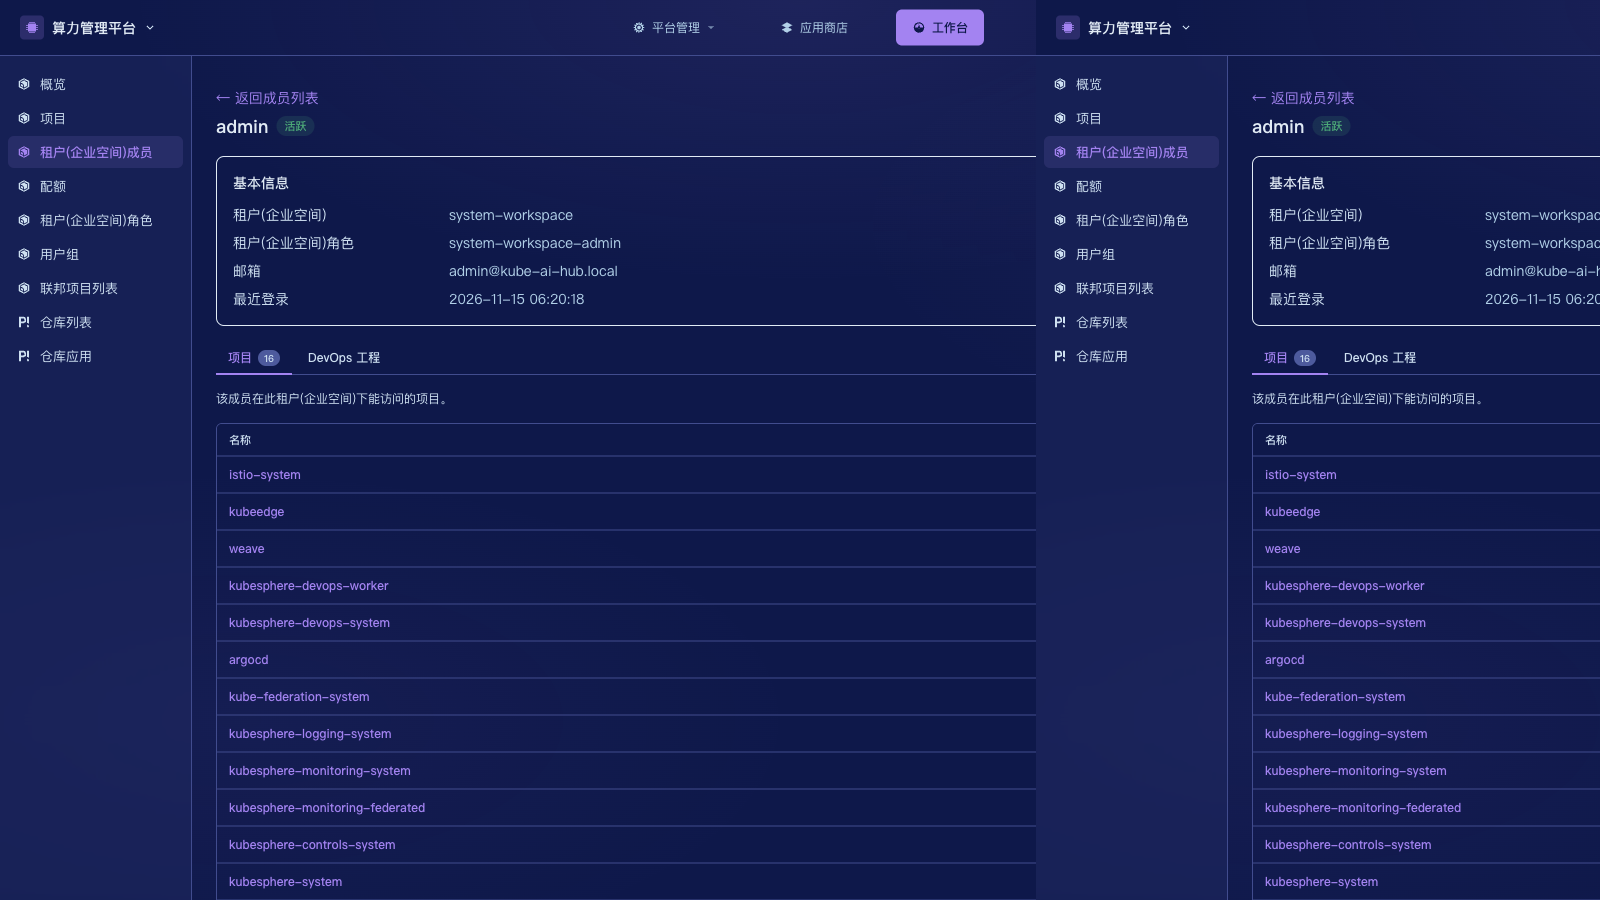 算力管理平台
平台管理
应用商店
工作台
概览
项目
租户(企业空间)成员
配额
租户(企业空间)角色
用户组
联邦项目列表
P! 仓库列表
P! 仓库应用
← 返回成员列表
admin 活跃
基本信息
租户(企业空间) system-workspace
租户(企业空间)角色 system-workspace-admin
邮箱 admin@kube-ai-hub.local
最近登录 2026-11-15 06:20:18
项目 16 DevOps 工程
该成员在此租户(企业空间)下能访问的项目。
名称
istio-system
kubeedge
weave
kubesphere-devops-worker
kubesphere-devops-system
argocd
kube-federation-system
kubesphere-logging-system
kubesphere-monitoring-system
kubesphere-monitoring-federated
kubesphere-controls-system
kubesphere-system
算力管理平台
概览
项目
租户(企业空间)成员
配额
租户(企业空间)角色
用户组
联邦项目列表
P! 仓库列表
P! 仓库应用
← 返回成员列表
admin 活跃
基本信息
租户(企业空间) system-workspac
租户(企业空间)角色 system-workspac
邮箱 admin@kube-ai-h
最近登录 2026-11-15 06:20
项目 16 DevOps 工程
该成员在此租户(企业空间)下能访问的项目。
名称
istio-system
kubeedge
weave
kubesphere-devops-worker
kubesphere-devops-system
argocd
kube-federation-system
kubesphere-logging-system
kubesphere-monitoring-system
kubesphere-monitoring-federated
kubesphere-controls-system
kubesphere-system